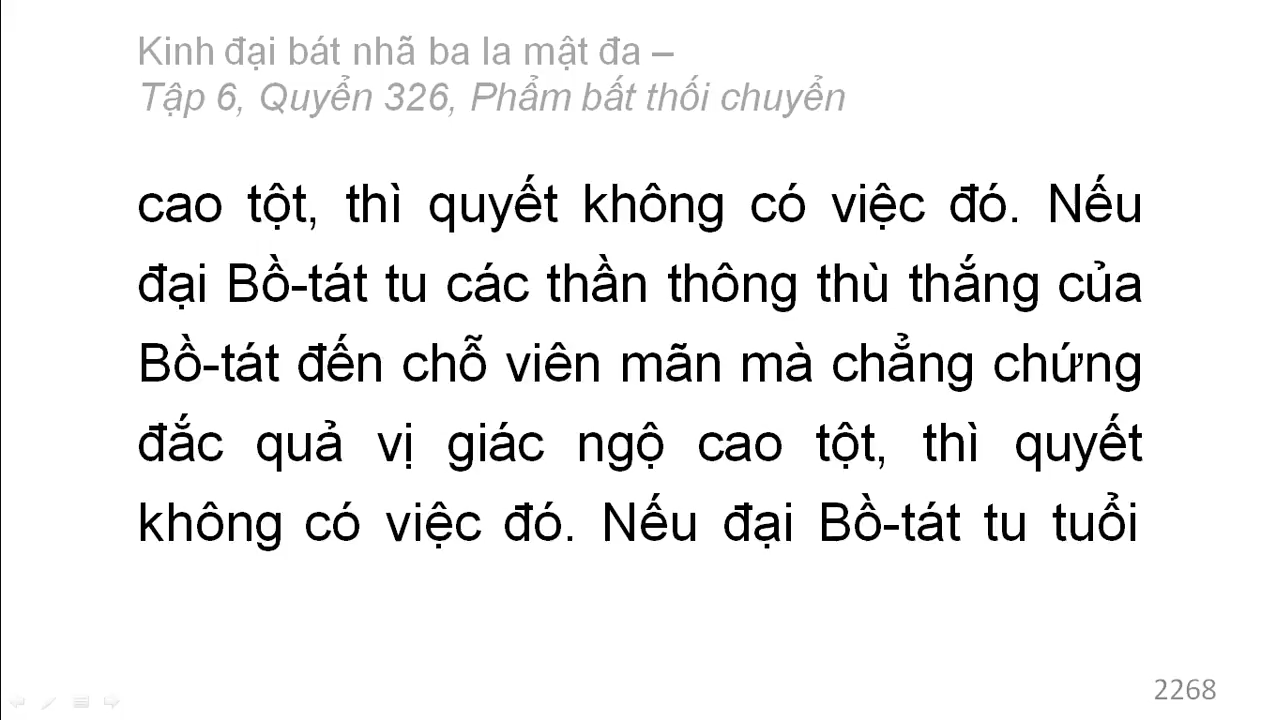 Kinh đại bát nhã ba la mật đa –
Tập 6, Quyển 326, Phẩm bất thối chuyển
cao tột, thì quyết không có việc đó. Nếu
đại Bồ-tát tu các thần thông thù thắng của
Bồ-tát đến chỗ viên mãn mà chẳng chứng
đắc quả vị giác ngộ cao tột, thì quyết
không có việc đó. Nếu đại Bồ-tát tu tuổi
2268